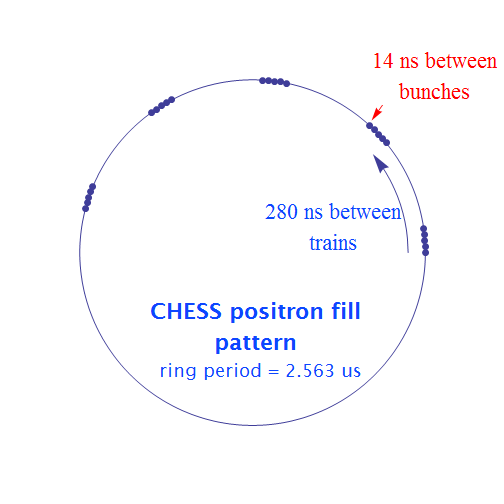 14 ns between
bunches
280 ns between
trains
CHESS positron fill
pattern
ring period = 2.563 us